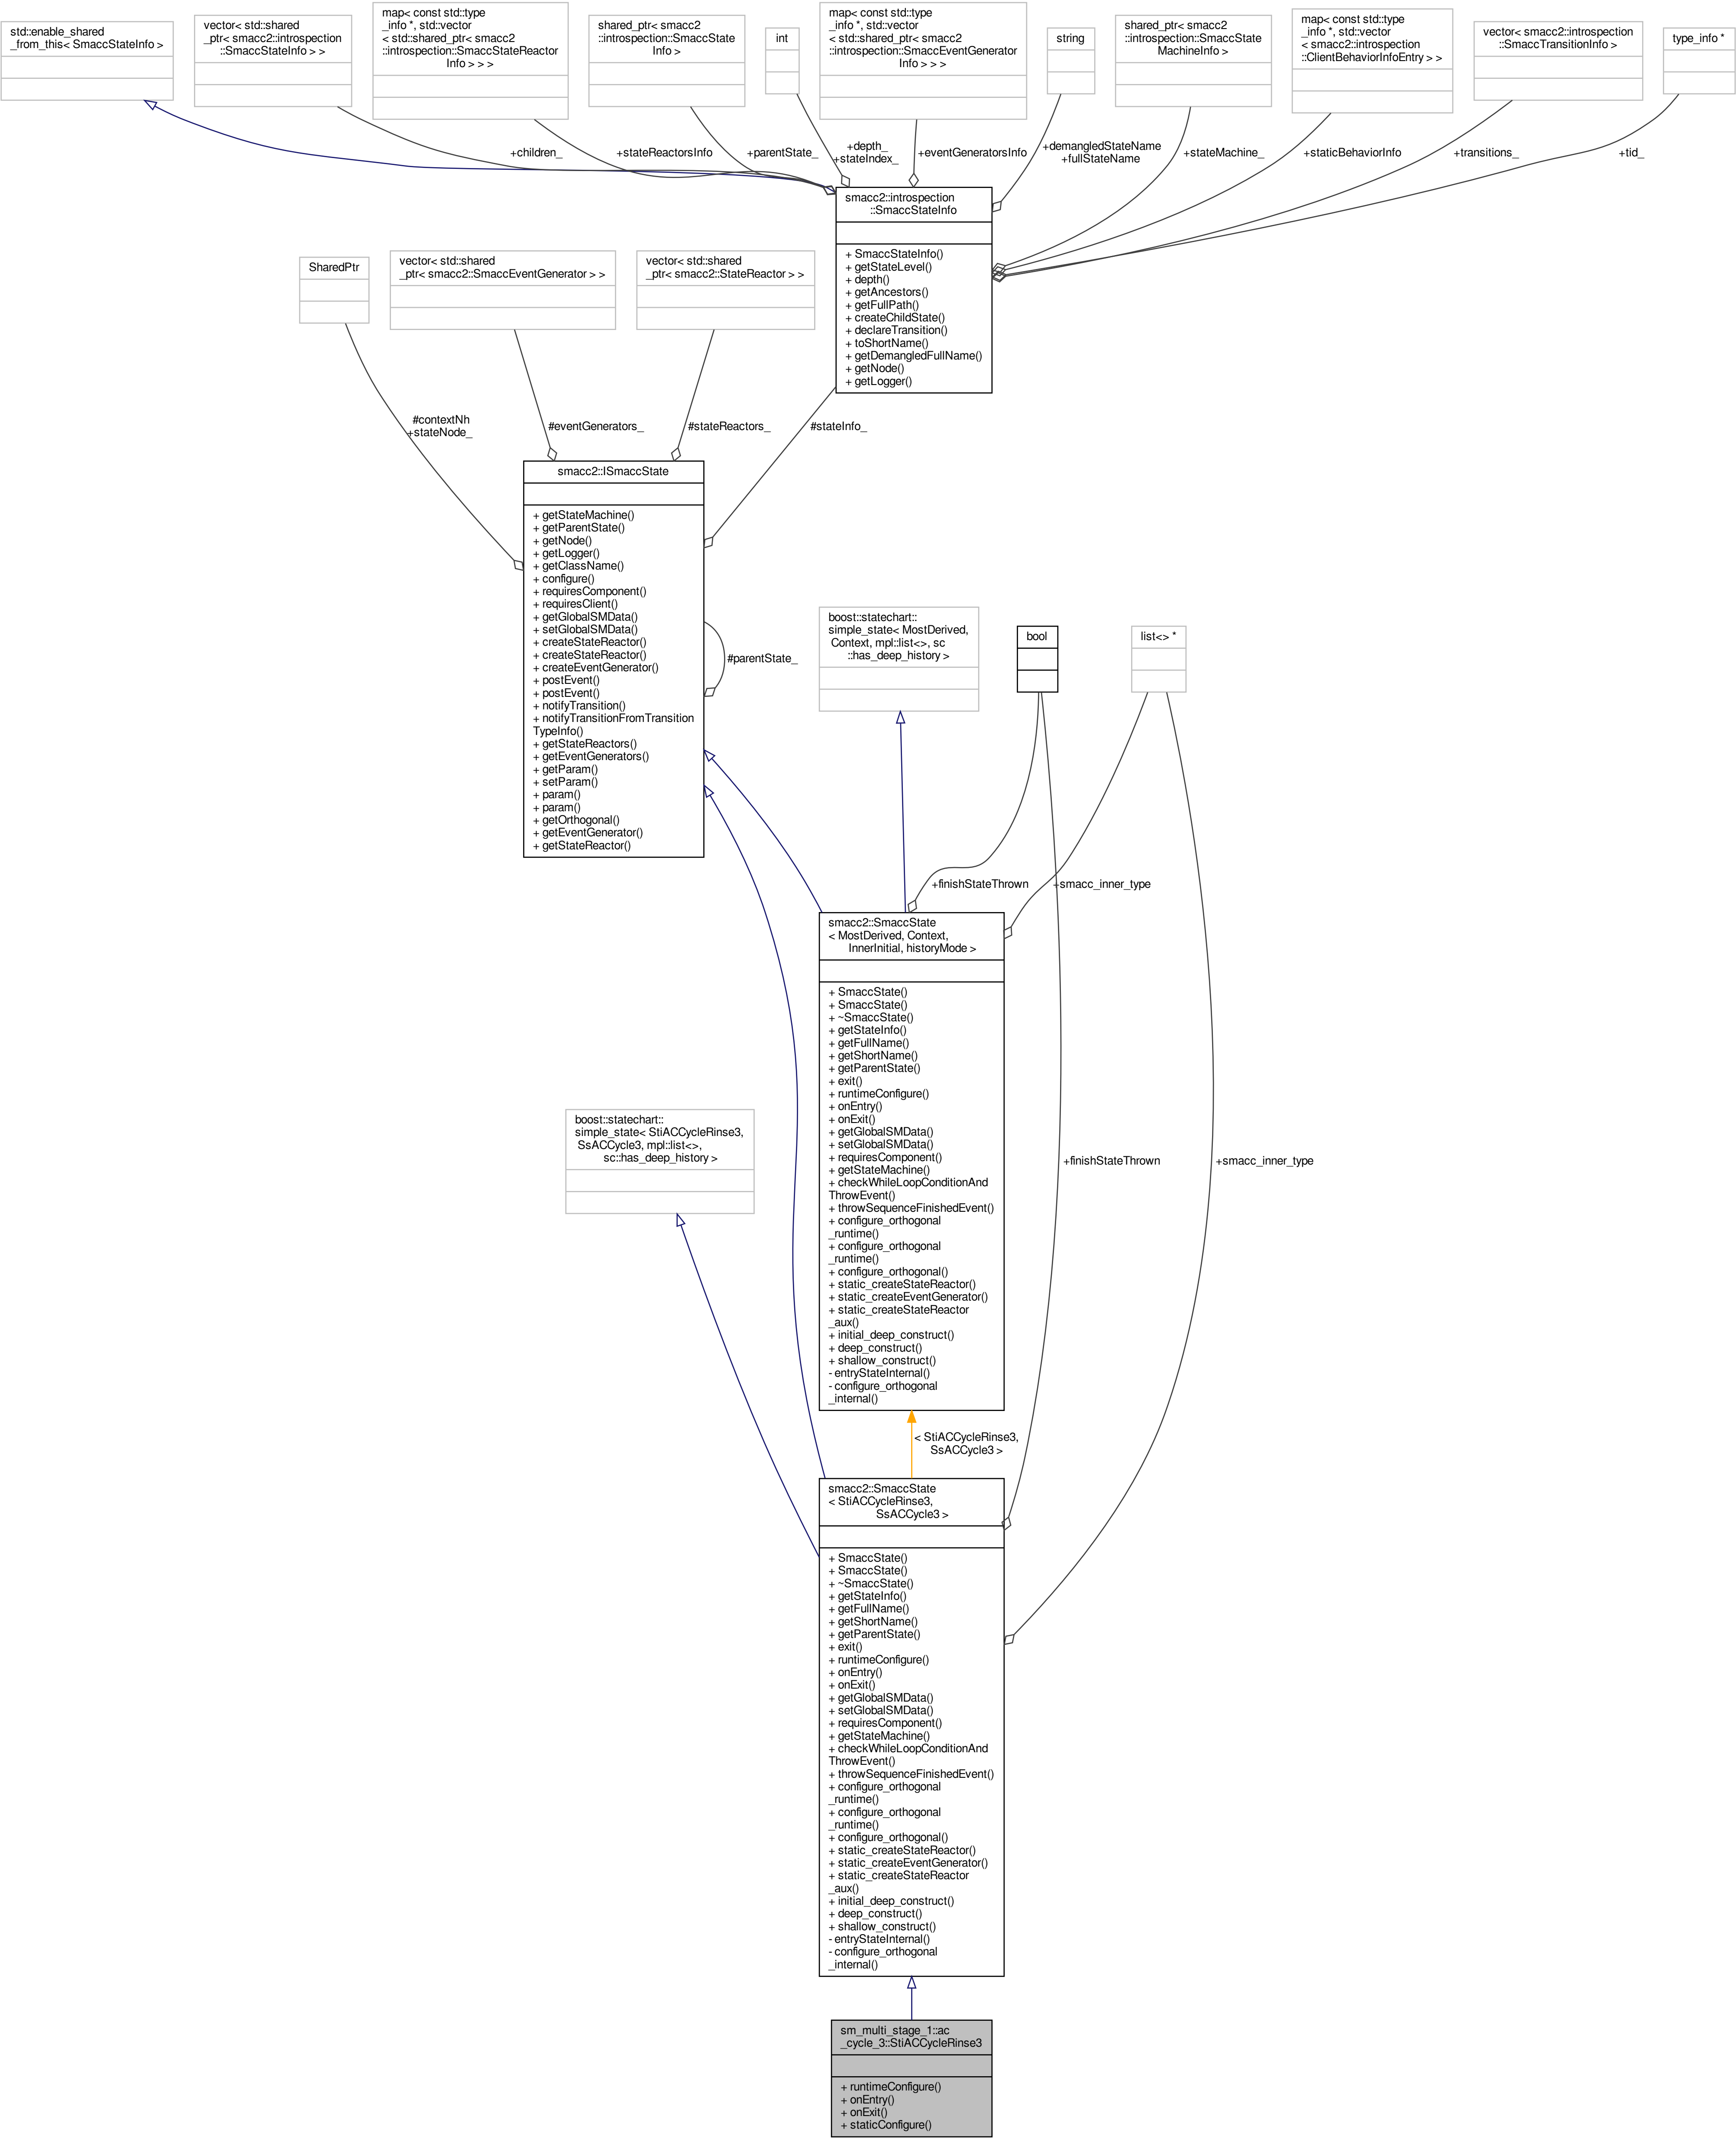 std::enable_shared
_from_this< SmaccStateInfo >
vector< std::shared
_ptr< smacc2::introspection
::SmaccStateInfo > >
map< const std::type
_info *, std::vector
< std::shared_ptr< smacc2
::introspection::SmaccStateReactor
Info > > >
shared_ptr< smacc2
::introspection::SmaccState
Info >
int
map< const std::type
_info *, std::vector
< std::shared_ptr< smacc2
::introspection::SmaccEventGenerator
Info > > >
string
shared_ptr< smacc2
::introspection::SmaccState
MachineInfo >
map< const std::type
_info *, std::vector
< smacc2::introspection
::ClientBehaviorInfoEntry > >
vector< smacc2::introspection
::SmaccTransitionInfo >
type_info *
+children_
+stateReactorsInfo
+parentState_
+depth_
+stateIndex_
+eventGeneratorsInfo
+demangledStateName
+fullStateName
+stateMachine_
+staticBehaviorInfo
+transitions_
+tid_
smacc2::introspection
::SmaccStateInfo
+ SmaccStateInfo()
+ getStateLevel()
+ depth()
+ getAncestors()
+ getFullPath()
+ createChildState()
+ declareTransition()
+ toShortName()
+ getDemangledFullName()
+ getNode()
+ getLogger()
SharedPtr
vector< std::shared
_ptr< smacc2::SmaccEventGenerator > >
vector< std::shared
_ptr< smacc2::StateReactor > >
#contextNh
+stateNode_
#eventGenerators_
#stateReactors_
#stateInfo_
smacc2::ISmaccState
+ getStateMachine()
+ getParentState()
+ getNode()
+ getLogger()
+ getClassName()
+ configure()
+ requiresComponent()
+ requiresClient()
+ getGlobalSMData()
+ setGlobalSMData()
+ createStateReactor()
+ createStateReactor()
+ createEventGenerator()
+ postEvent()
+ postEvent()
+ notifyTransition()
+ notifyTransitionFromTransition
TypeInfo()
+ getStateReactors()
+ getEventGenerators()
+ getParam()
+ setParam()
+ param()
+ param()
+ getOrthogonal()
+ getEventGenerator()
+ getStateReactor()
#parentState_
boost::statechart::
simple_state< MostDerived,
Context, mpl::list<>, sc
::has_deep_history >
bool
list<> *
+finishStateThrown
+smacc_inner_type
smacc2::SmaccState
< MostDerived, Context,
InnerInitial, historyMode >
+ SmaccState()
+ SmaccState()
+ ~SmaccState()
+ getStateInfo()
+ getFullName()
+ getShortName()
+ getParentState()
+ exit()
+ runtimeConfigure()
+ onEntry()
+ onExit()
+ getGlobalSMData()
+ setGlobalSMData()
+ requiresComponent()
+ getStateMachine()
+ checkWhileLoopConditionAnd
ThrowEvent()
+ throwSequenceFinishedEvent()
+ configure_orthogonal
_runtime()
+ configure_orthogonal
_runtime()
+ configure_orthogonal()
+ static_createStateReactor()
+ static_createEventGenerator()
+ static_createStateReactor
_aux()
+ initial_deep_construct()
+ deep_construct()
+ shallow_construct()
- entryStateInternal()
- configure_orthogonal
_internal()
boost::statechart::
simple_state< StiACCycleRinse3,
SsACCycle3, mpl::list<>,
sc::has_deep_history >
+finishStateThrown
+smacc_inner_type
< StiACCycleRinse3,
SsACCycle3 >
smacc2::SmaccState
< StiACCycleRinse3,
SsACCycle3 >
+ SmaccState()
+ SmaccState()
+ ~SmaccState()
+ getStateInfo()
+ getFullName()
+ getShortName()
+ getParentState()
+ exit()
+ runtimeConfigure()
+ onEntry()
+ onExit()
+ getGlobalSMData()
+ setGlobalSMData()
+ requiresComponent()
+ getStateMachine()
+ checkWhileLoopConditionAnd
ThrowEvent()
+ throwSequenceFinishedEvent()
+ configure_orthogonal
_runtime()
+ configure_orthogonal
_runtime()
+ configure_orthogonal()
+ static_createStateReactor()
+ static_createEventGenerator()
+ static_createStateReactor
_aux()
+ initial_deep_construct()
+ deep_construct()
+ shallow_construct()
- entryStateInternal()
- configure_orthogonal
_internal()
sm_multi_stage_1::ac
_cycle_3::StiACCycleRinse3
+ runtimeConfigure()
+ onEntry()
+ onExit()
+ staticConfigure()